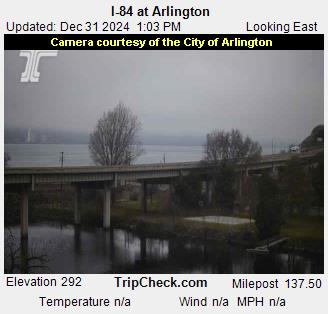 I-84 at Arlington
Updated: Dec 31 2024 1:03 PM Looking East
Camera courtesy of the City of Arlington
Elevation 292 TripCheck.com Milepost 137.50
Temperature n/a Wind n/a MPH n/a